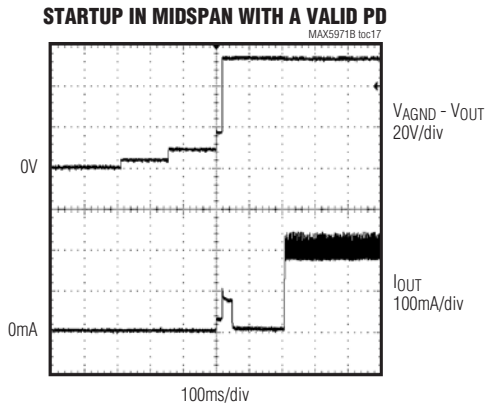 STARTUP IN MIDSPAN WITH A VALID PD
MAX5971B toc17
VAGND - VOUT
20V/div
0V
IOUT
100mA/div
0mA
100ms/div